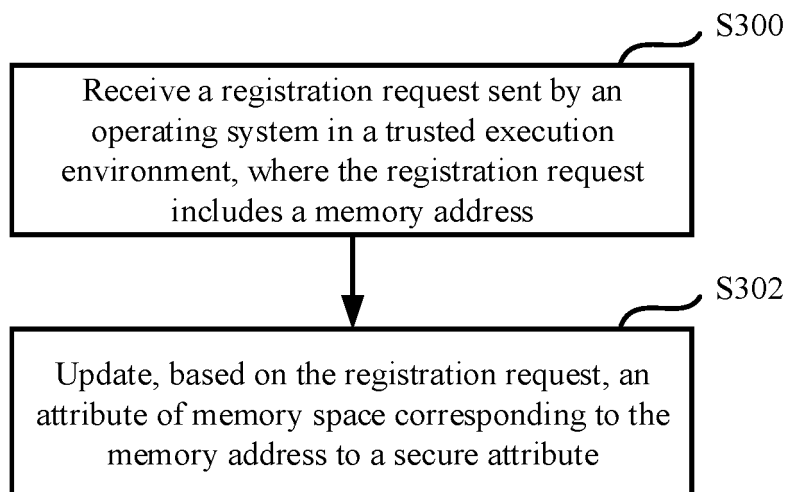 S300
Receive a registration request sent by an
operating system in a trusted execution
environment, where the registration request
includes a memory address
S302
Update, based on the registration request, an
attribute of memory space corresponding to the
memory address to a secure attribute